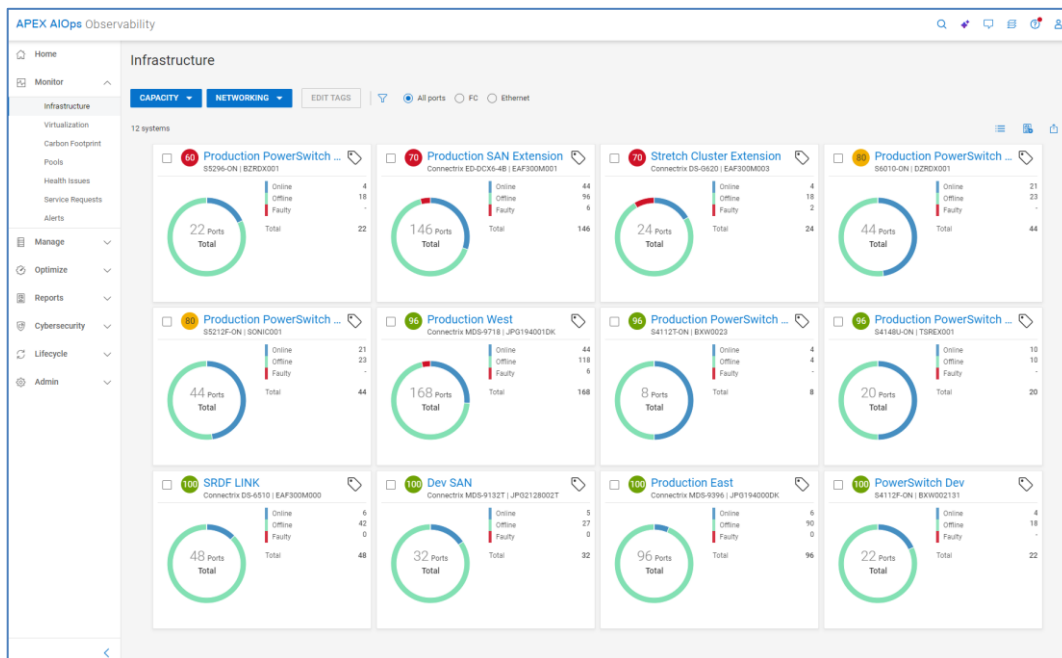 APEX AIOps Observability
Home
Monitor
Infrastructure
Virtualization
Carbon Footprint
Pools
Health Issues
Service Requests
Alerts
Manage
Optimize
Reports
Cybersecurity
Lifecycle
Admin
Infrastructure
CAPACITY NETWORKING EDIT TAGS All ports FC Ethernet
12 systems
60 Production PowerSwitch ...
S5296-ON | BZRDX001
Online 4
Offline 18
Faulty -
Total 22
22 Ports
Total
70 Production SAN Extension
Connectrix ED-DCX6-4B | EAF300M001
Online 44
Offline 96
Faulty 6
Total 146
146 Ports
Total
70 Stretch Cluster Extension
Connectrix DS-G620 | EAF300M003
Online 4
Offline 18
Faulty 2
Total 24
24 Ports
Total
80 Production PowerSwitch ...
S6010-ON | DZRDX001
Online 21
Offline 23
Faulty -
Total 44
44 Ports
Total
80 Production PowerSwitch ...
S5212F-ON | SONIC001
Online 21
Offline 23
Faulty -
Total 44
44 Ports
Total
96 Production West
Connectrix MDS-9718 | JPG194001DK
Online 44
Offline 118
Faulty 6
Total 168
168 Ports
Total
96 Production PowerSwitch ...
S4112T-ON | BXW0023
Online 4
Offline 4
Faulty -
Total 8
8 Ports
Total
96 Production PowerSwitch ...
S4148U-ON | TSREX001
Online 10
Offline 10
Faulty -
Total 20
20 Ports
Total
100 SRDF LINK
Connectrix DS-6510 | EAF300M000
Online 6
Offline 42
Faulty 0
Total 48
48 Ports
Total
100 Dev SAN
Connectrix MDS-9132T | JPG2128002T
Online 5
Offline 27
Faulty 0
Total 32
32 Ports
Total
100 Production East
Connectrix MDS-9396 | JPG194000DK
Online 6
Offline 90
Faulty 0
Total 96
96 Ports
Total
100 PowerSwitch Dev
S4112F-ON | BXW002131
Online 4
Offline 18
Faulty -
Total 22
22 Ports
Total